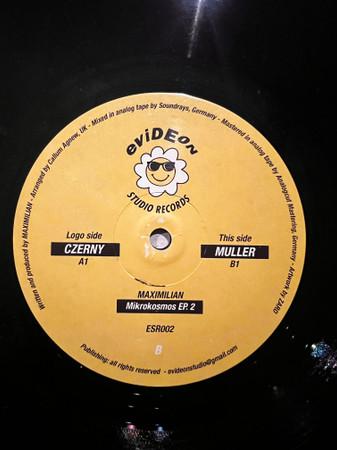 Written and produced by MAXIMILIAN - Arranged by Callum Agnew, UK - Mixed in analog tape by Soundrays, Germany - Mastered in analog tape by Analogcut Mastering, Germany - Artwork by ZAIO
eViDEoN
STUDIO RECORDS
Logo side
CZERNY
A1
This side
MULLER
B1
MAXIMILIAN
Mikrokosmos EP. 2
ESR002
B
Publishing: all rights reserved - evideonstudio@gmail.com